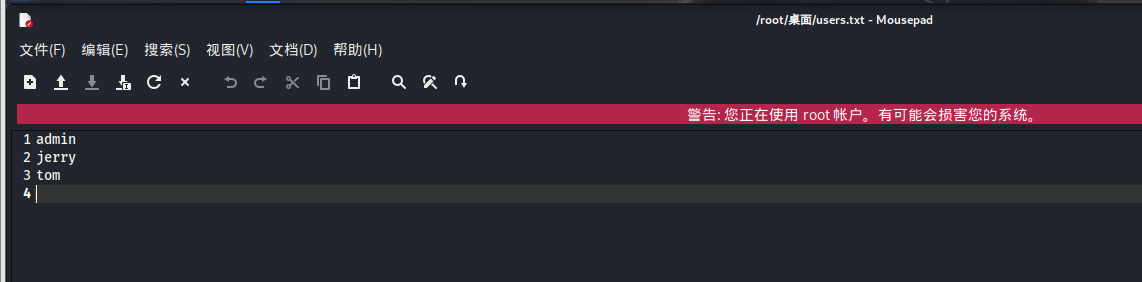 /root/桌面/users.txt - Mousepad
文件(F) 编辑(E) 搜索(S) 视图(V) 文档(D) 帮助(H)
警告: 您正在使用 root 帐户。有可能会损害您的系统。
1 admin
2 jerry
3 tom
4